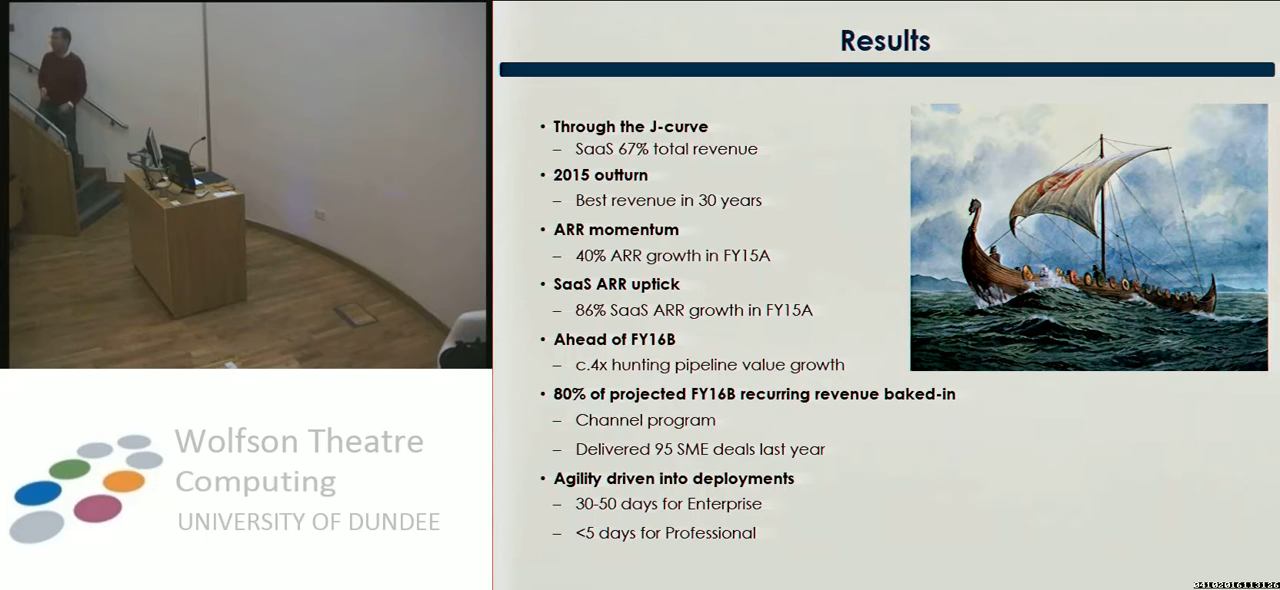 Results
• Through the J-curve
– SaaS 67% total revenue
• 2015 outturn
– Best revenue in 30 years
• ARR momentum
– 40% ARR growth in FY15A
• SaaS ARR uptick
– 86% SaaS ARR growth in FY15A
• Ahead of FY16B
– c.4x hunting pipeline value growth
• 80% of projected FY16B recurring revenue baked-in
– Channel program
– Delivered 95 SME deals last year
• Agility driven into deployments
– 30-50 days for Enterprise
– <5 days for Professional
Wolfson Theatre
Computing
UNIVERSITY OF DUNDEE